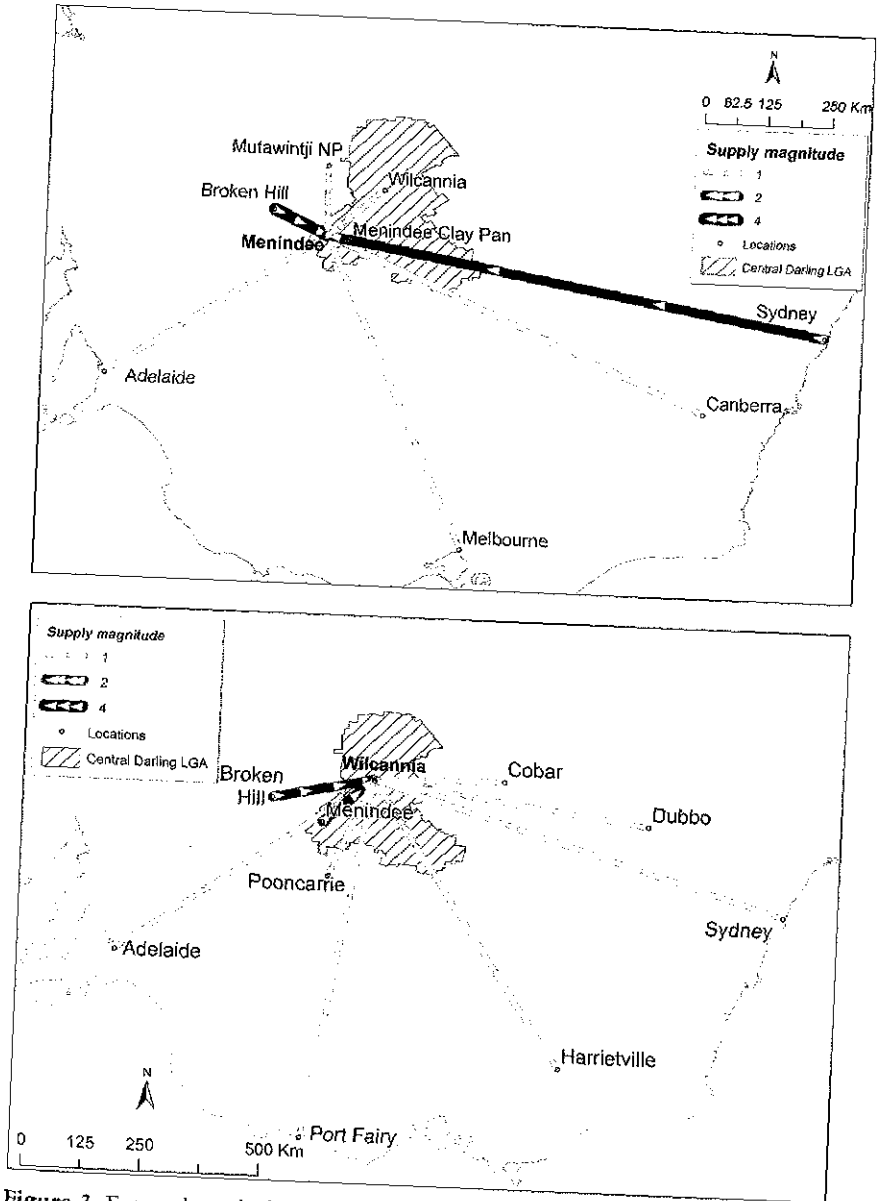 N
0 62.5 125 250 Km
Supply magnitude
1
2
4
Locations
Central Darling LGA
Mutawintji NP
Wilcannia
Broken Hill
Menindee
Menindee Clay Pan
Sydney
Adelaide
Canberra
Melbourne
Supply magnitude
1
2
4
Locations
Central Darling LGA
Wilcannia
Broken
Hill
Cobar
Menindee
Dubbo
Pooncarrie
Sydney
Adelaide
Harrietville
N
Port Fairy
0 125 250 500 Km
Figure 3